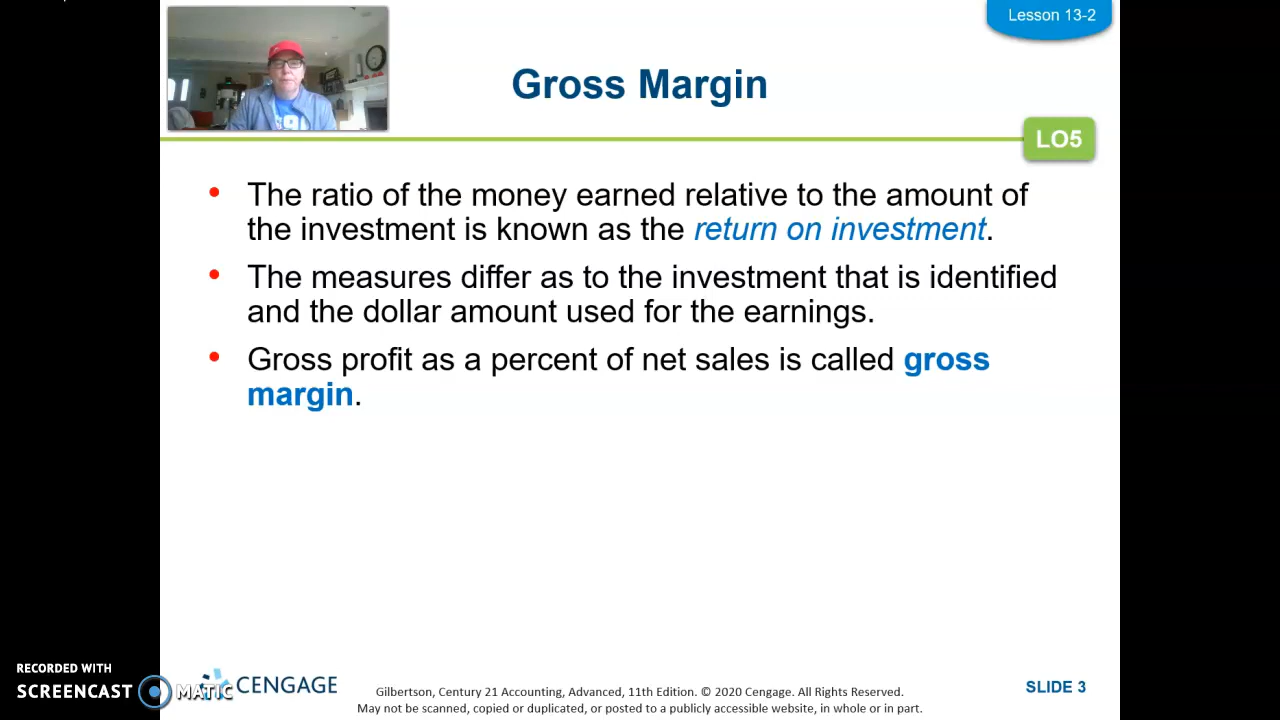 Lesson 13-2
Gross Margin
LO5
• The ratio of the money earned relative to the amount of
the investment is known as the return on investment.
• The measures differ as to the investment that is identified
and the dollar amount used for the earnings.
• Gross profit as a percent of net sales is called gross
margin.
RECORDED WITH
SCREENCAST MATIC
CENGAGE
Gilbertson, Century 21 Accounting, Advanced, 11th Edition. © 2020 Cengage. All Rights Reserved.
May not be scanned, copied or duplicated, or posted to a publicly accessible website, in whole or in part.
SLIDE 3